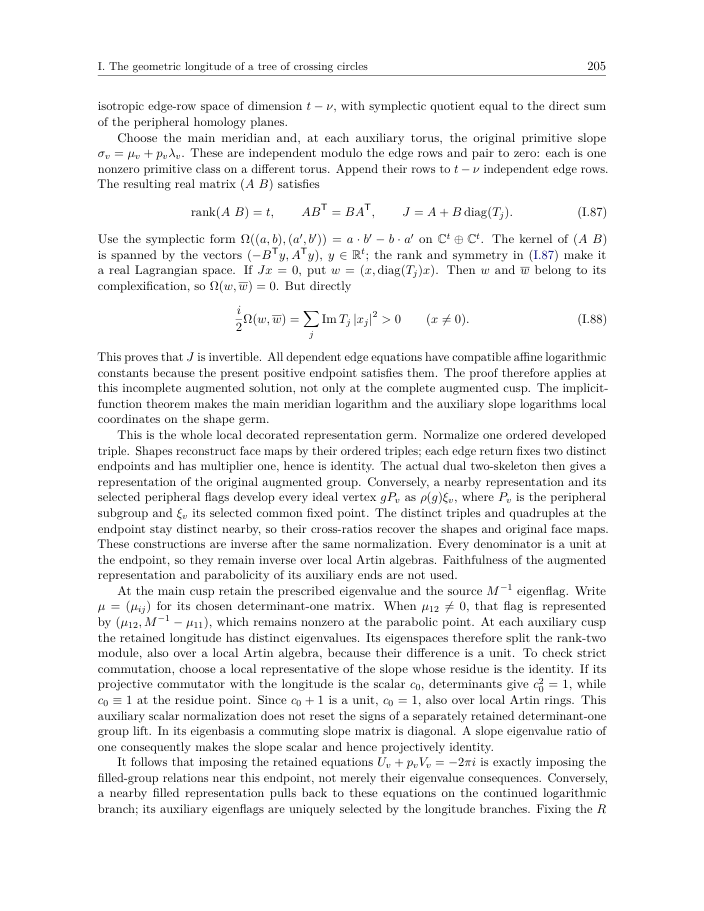 I. The geometric longitude of a tree of crossing circles 205
isotropic edge-row space of dimension t − ν, with symplectic quotient equal to the direct sum
of the peripheral homology planes.
Choose the main meridian and, at each auxiliary torus, the original primitive slope
σ_v = μ_v + p_vλ_v. These are independent modulo the edge rows and pair to zero: each is one
nonzero primitive class on a different torus. Append their rows to t − ν independent edge rows.
The resulting real matrix (A B) satisfies
rank(A B) = t, AB^T = BA^T, J = A + B diag(T_j). (I.87)
Use the symplectic form Ω((a, b), (a′, b′)) = a · b′ − b · a′ on ℂ^t ⊕ ℂ^t. The kernel of (A B)
is spanned by the vectors (−B^Ty, A^Ty), y ∈ ℝ^t; the rank and symmetry in (I.87) make it
a real Lagrangian space. If Jx = 0, put w = (x, diag(T_j)x). Then w and w̅ belong to its
complexification, so Ω(w, w̅) = 0. But directly
i/2 Ω(w, w̅) = ∑_j Im T_j |x_j|² > 0 (x ≠ 0). (I.88)
This proves that J is invertible. All dependent edge equations have compatible affine logarithmic
constants because the present positive endpoint satisfies them. The proof therefore applies at
this incomplete augmented solution, not only at the complete augmented cusp. The implicit-
function theorem makes the main meridian logarithm and the auxiliary slope logarithms local
coordinates on the shape germ.
This is the whole local decorated representation germ. Normalize one ordered developed
triple. Shapes reconstruct face maps by their ordered triples; each edge return fixes two distinct
endpoints and has multiplier one, hence is identity. The actual dual two-skeleton then gives a
representation of the original augmented group. Conversely, a nearby representation and its
selected peripheral flags develop every ideal vertex gP_v as ρ(g)ξ_v, where P_v is the peripheral
subgroup and ξ_v its selected common fixed point. The distinct triples and quadruples at the
endpoint stay distinct nearby, so their cross-ratios recover the shapes and original face maps.
These constructions are inverse after the same normalization. Every denominator is a unit at
the endpoint, so they remain inverse over local Artin algebras. Faithfulness of the augmented
representation and parabolicity of its auxiliary ends are not used.
At the main cusp retain the prescribed eigenvalue and the source M^{−1} eigenflag. Write
μ = (μ_{ij}) for its chosen determinant-one matrix. When μ_{12} ≠ 0, that flag is represented
by (μ_{12}, M^{−1} − μ_{11}), which remains nonzero at the parabolic point. At each auxiliary cusp
the retained longitude has distinct eigenvalues. Its eigenspaces therefore split the rank-two
module, also over a local Artin algebra, because their difference is a unit. To check strict
commutation, choose a local representative of the slope whose residue is the identity. If its
projective commutator with the longitude is the scalar c_0, determinants give c_0² = 1, while
c_0 ≡ 1 at the residue point. Since c_0 + 1 is a unit, c_0 = 1, also over local Artin rings. This
auxiliary scalar normalization does not reset the signs of a separately retained determinant-one
group lift. In its eigenbasis a commuting slope matrix is diagonal. A slope eigenvalue ratio of
one consequently makes the slope scalar and hence projectively identity.
It follows that imposing the retained equations U_v + p_vV_v = −2πi is exactly imposing the
filled-group relations near this endpoint, not merely their eigenvalue consequences. Conversely,
a nearby filled representation pulls back to these equations on the continued logarithmic
branch; its auxiliary eigenflags are uniquely selected by the longitude branches. Fixing the R